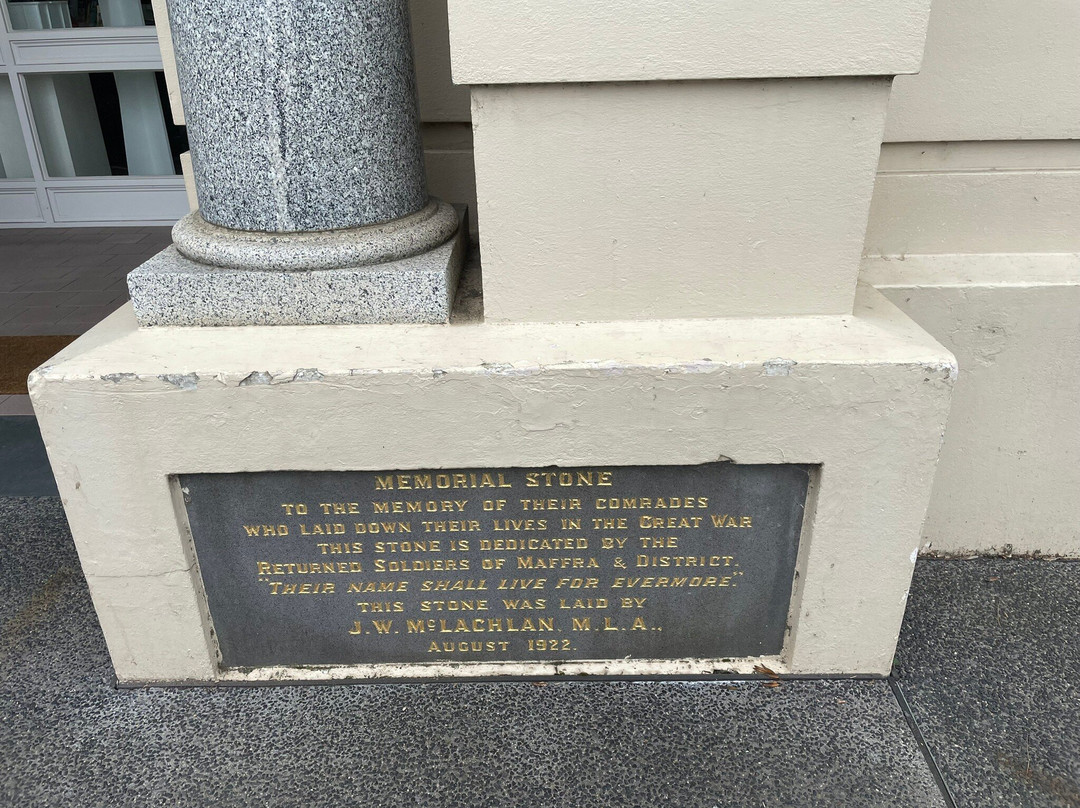 MEMORIAL STONE
TO THE MEMORY OF THEIR COMRADES
WHO LAID DOWN THEIR LIVES IN THE GREAT WAR
THIS STONE IS DEDICATED BY THE
RETURNED SOLDIERS OF MAFFRA & DISTRICT.
"THEIR NAME SHALL LIVE FOR EVERMORE".
THIS STONE WAS LAID BY
J.W. McLACHLAN, M.L.A.,
AUGUST 1922.